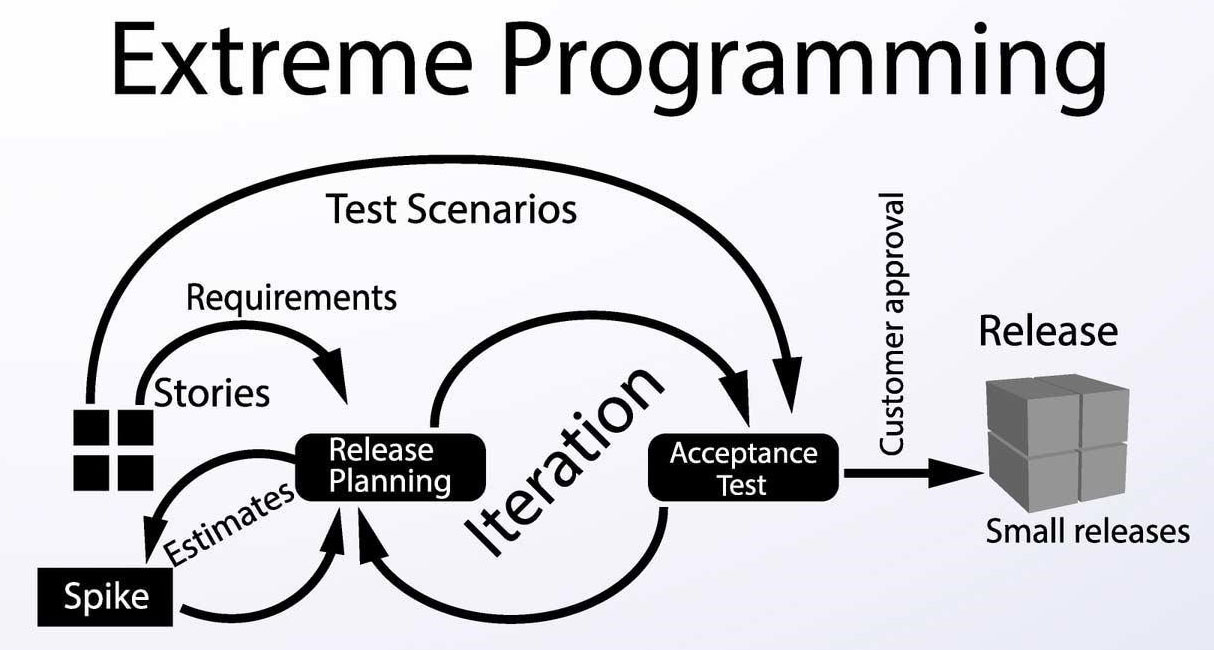 Extreme Programming
Test Scenarios
Requirements
Stories
Customer approval
Release
Release
Planning
Iteration
Acceptance
Test
Estimates
Spike
Small releases